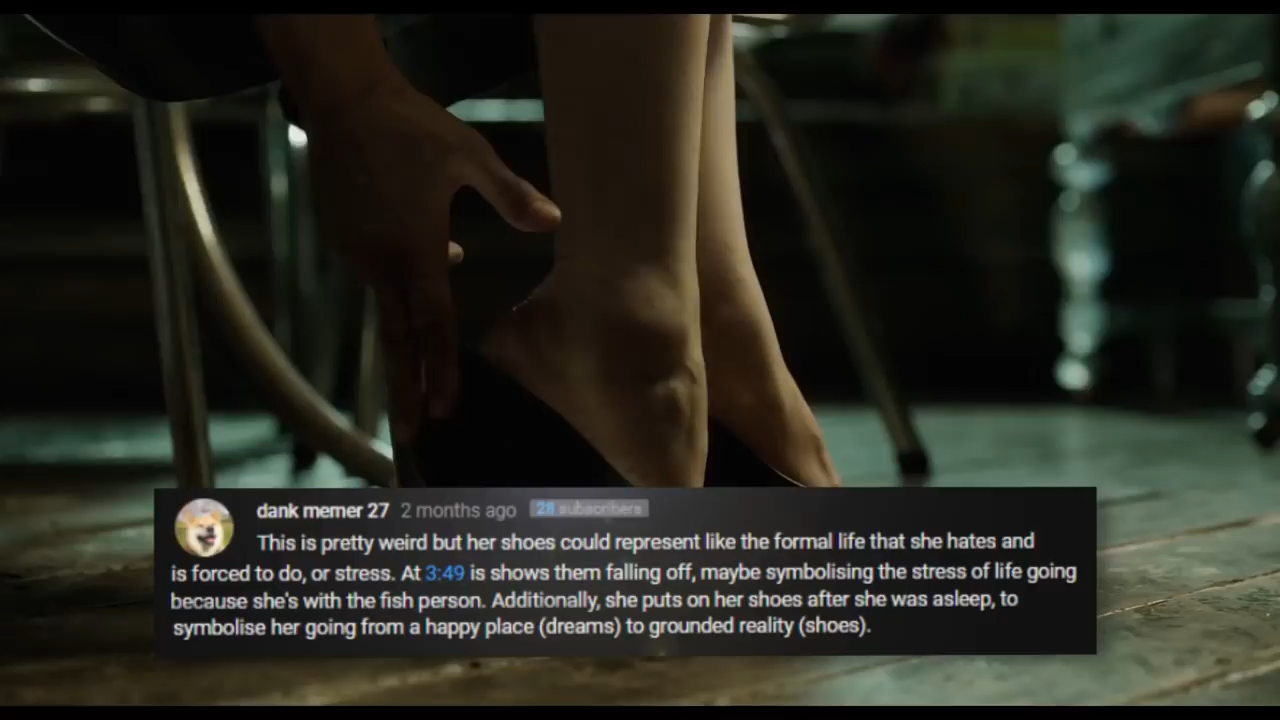 dank memer 27 2 months ago 28 subscribers
This is pretty weird but her shoes could represent like the formal life that she hates and
is forced to do, or stress. At 3:49 is shows them falling off, maybe symbolising the stress of life going
because she's with the fish person. Additionally, she puts on her shoes after she was asleep, to
symbolise her going from a happy place (dreams) to grounded reality (shoes).